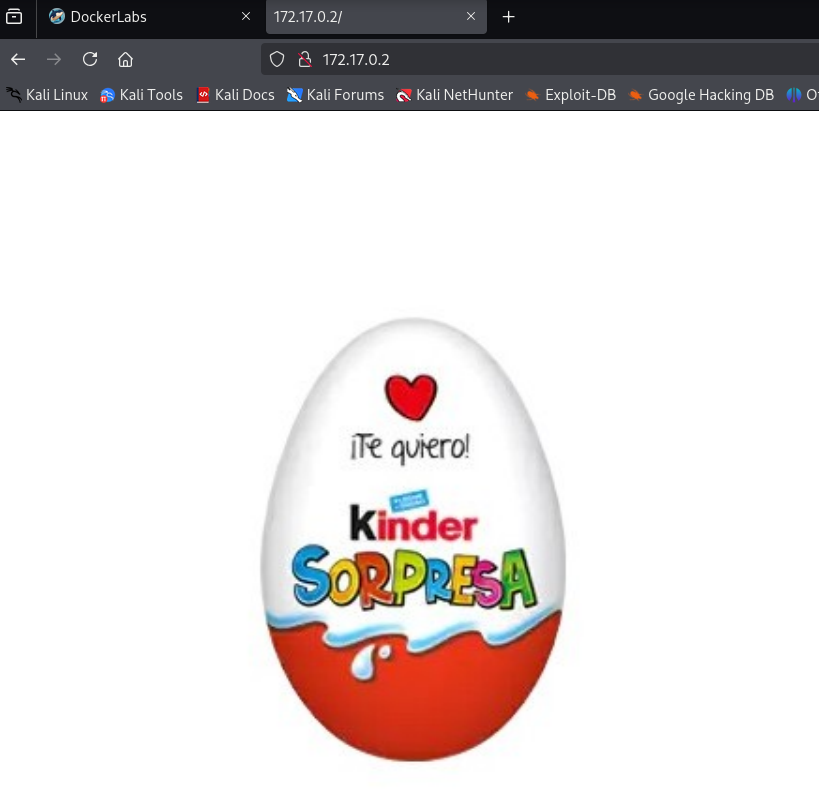 DockerLabs
172.17.0.2/
172.17.0.2
Kali Linux Kali Tools Kali Docs Kali Forums Kali NetHunter Exploit-DB Google Hacking DB
¡Te quiero!
Kinder
SORPRESA